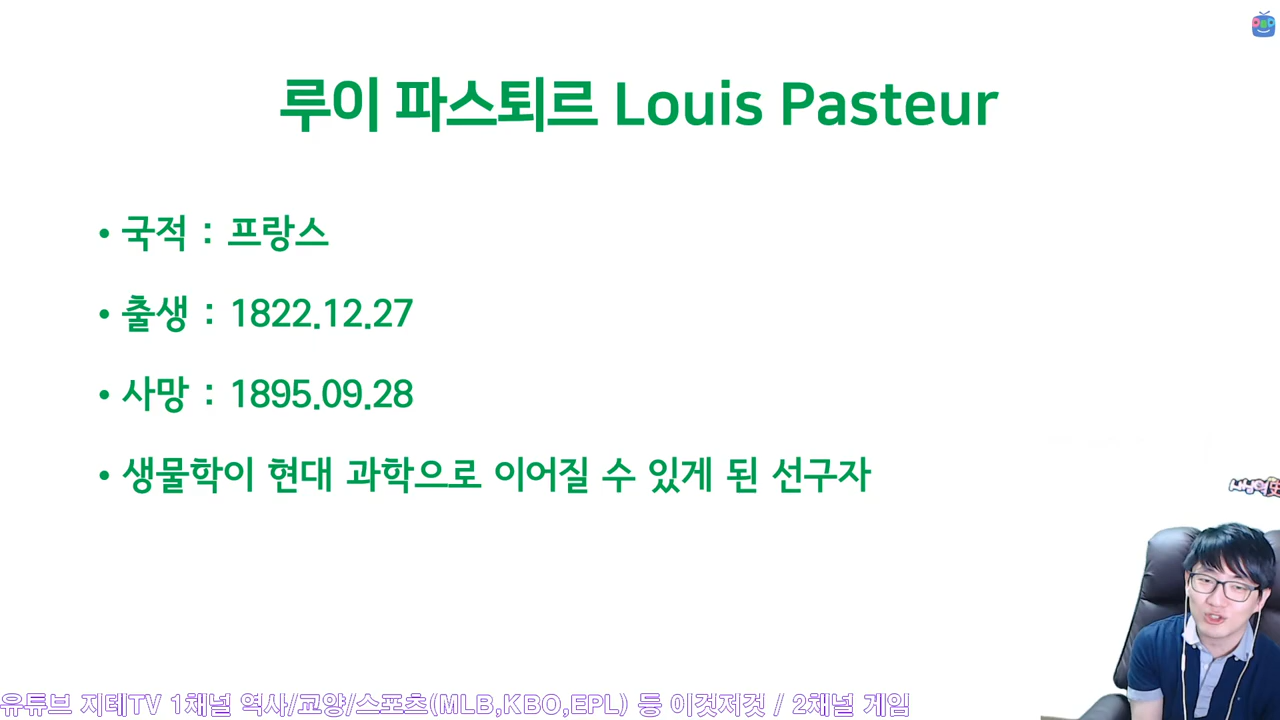 루이 파스퇴르 Louis Pasteur
• 국적 : 프랑스
• 출생 : 1822.12.27
• 사망 : 1895.09.28
• 생물학이 현대 과학으로 이어질 수 있게 된 선구자
유튜브 지테TV 1채널 역사/교양/스포츠(MLB,KBO,EPL) 등 이것저것 / 2채널 게임